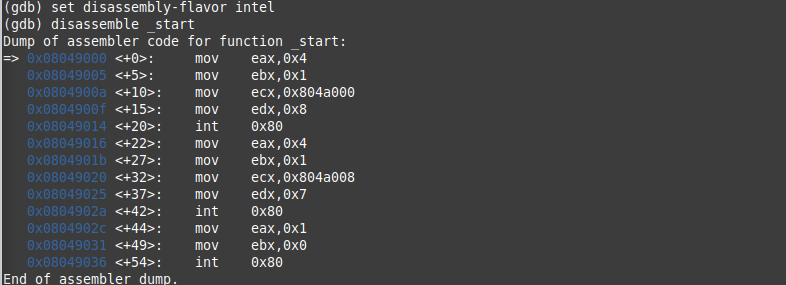 (gdb) set disassembly-flavor intel
(gdb) disassemble _start
Dump of assembler code for function _start:
=> 0x08049000 <+0>:     mov    eax,0x4
   0x08049005 <+5>:     mov    ebx,0x1
   0x0804900a <+10>:    mov    ecx,0x804a000
   0x0804900f <+15>:    mov    edx,0x8
   0x08049014 <+20>:    int    0x80
   0x08049016 <+22>:    mov    eax,0x4
   0x0804901b <+27>:    mov    ebx,0x1
   0x08049020 <+32>:    mov    ecx,0x804a008
   0x08049025 <+37>:    mov    edx,0x7
   0x0804902a <+42>:    int    0x80
   0x0804902c <+44>:    mov    eax,0x1
   0x08049031 <+49>:    mov    ebx,0x0
   0x08049036 <+54>:    int    0x80
End of assembler dump.